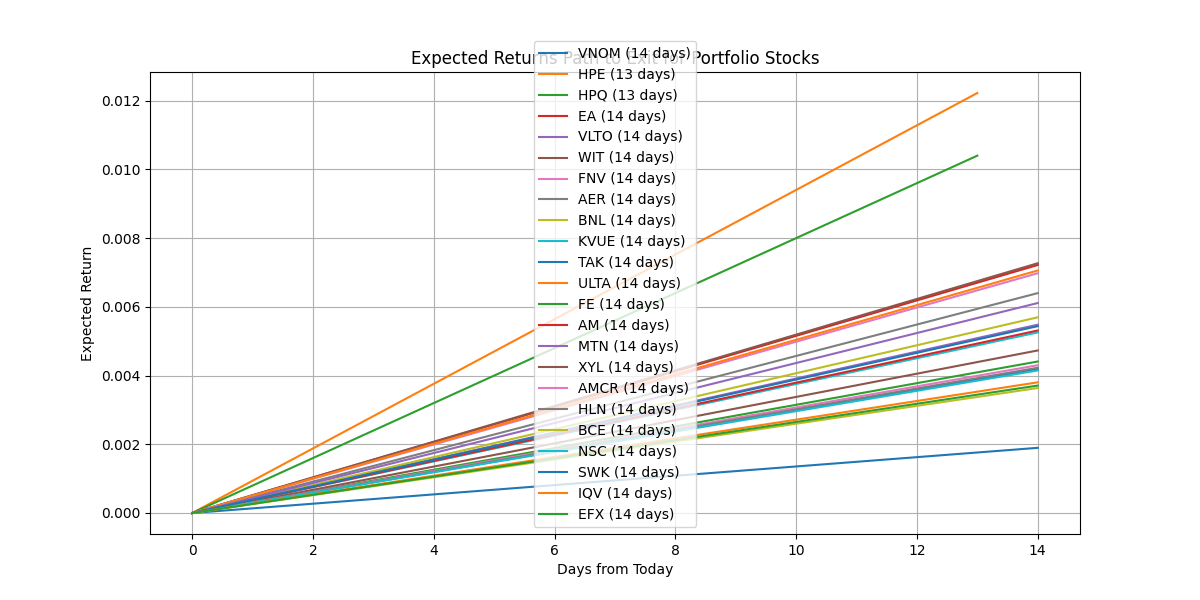 Expected Returns Path to Exit for Portfolio Stocks
VNOM (14 days)
HPE (13 days)
HPQ (13 days)
EA (14 days)
VLTO (14 days)
WIT (14 days)
FNV (14 days)
AER (14 days)
BNL (14 days)
KVUE (14 days)
TAK (14 days)
ULTA (14 days)
FE (14 days)
AM (14 days)
MTN (14 days)
XYL (14 days)
AMCR (14 days)
HLN (14 days)
BCE (14 days)
NSC (14 days)
SWK (14 days)
IQV (14 days)
EFX (14 days)
Expected Return
0.012
0.010
0.008
0.006
0.004
0.002
0.000
0 2 4 6 8 10 12 14
Days from Today